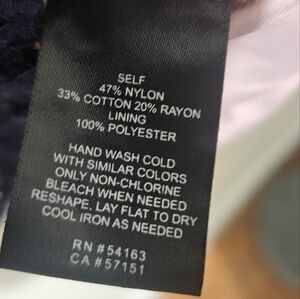 SELF
47% NYLON
33% COTTON 20% RAYON
LINING
100% POLYESTER
HAND WASH COLD
WITH SIMILAR COLORS
ONLY NON-CHLORINE
BLEACH WHEN NEEDED
RESHAPE. LAY FLAT TO DRY
COOL IRON AS NEEDED
RN #54163
CA #57151